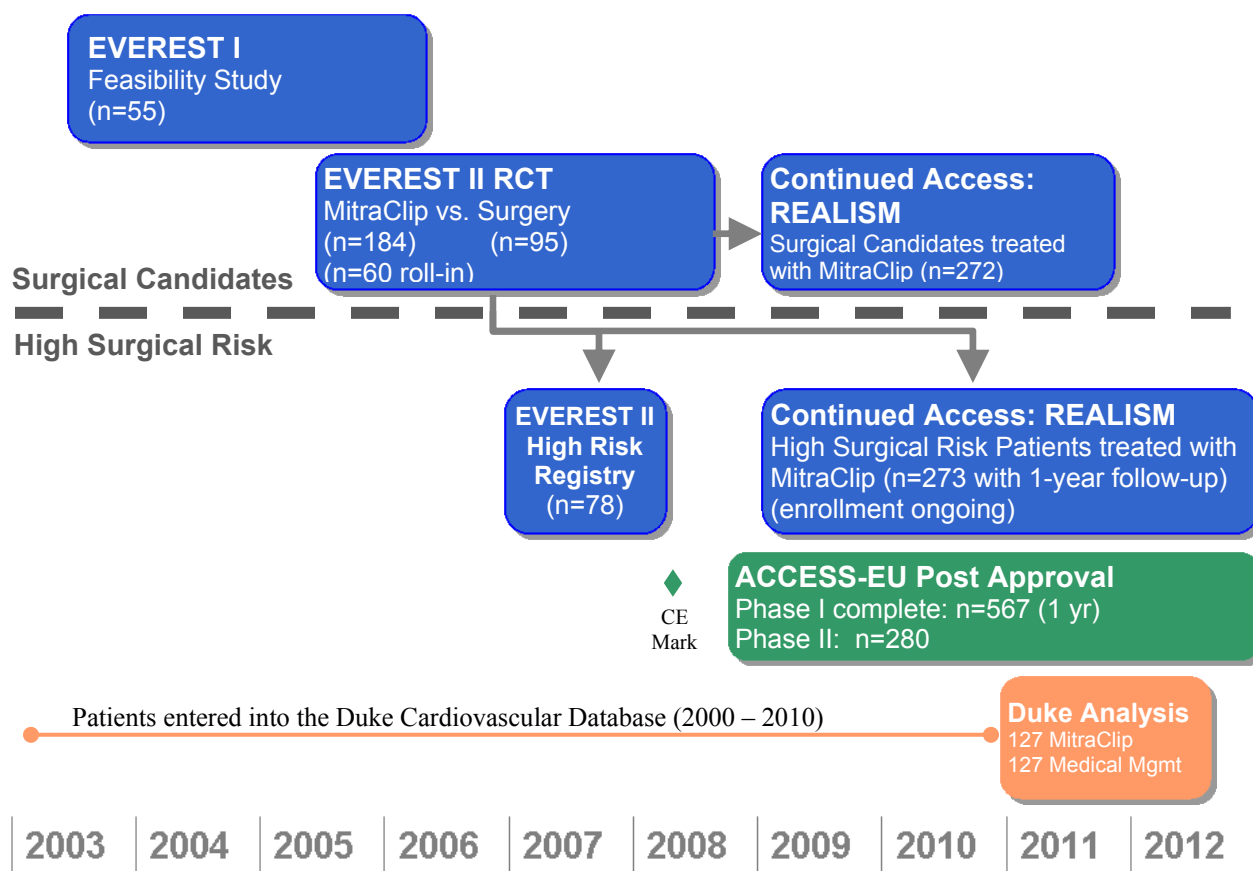 EVEREST I
Feasibility Study
(n=55)
EVEREST II RCT
MitraClip vs. Surgery
(n=184) (n=95)
(n=60 roll-in)
Continued Access:
REALISM
Surgical Candidates treated
with MitraClip (n=272)
Surgical Candidates
High Surgical Risk
EVEREST II
High Risk
Registry
(n=78)
Continued Access: REALISM
High Surgical Risk Patients treated with
MitraClip (n=273 with 1-year follow-up)
(enrollment ongoing)
CE
Mark
ACCESS-EU Post Approval
Phase I complete: n=567 (1 yr)
Phase II: n=280
Patients entered into the Duke Cardiovascular Database (2000 – 2010)
Duke Analysis
127 MitraClip
127 Medical Mgmt
2003 2004 2005 2006 2007 2008 2009 2010 2011 2012